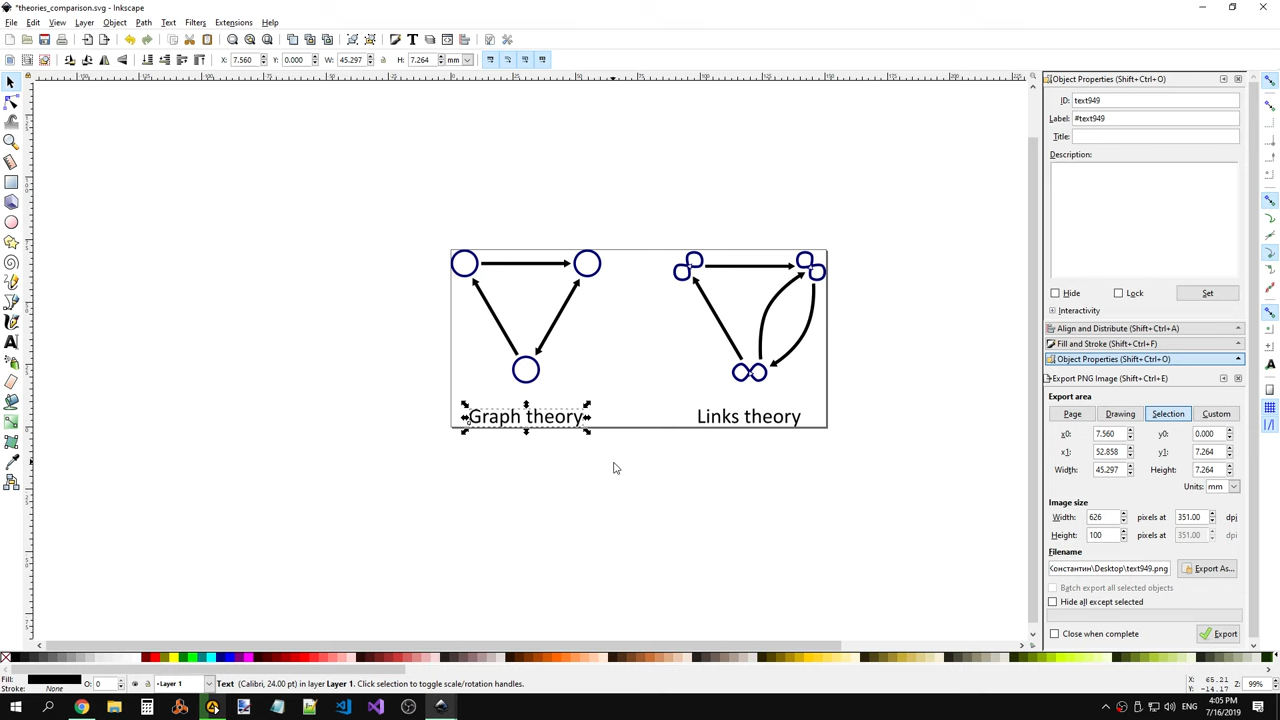 *theories_comparison.svg - Inkscape
File Edit View Layer Object Path Text Filters Extensions Help
X: 7.560 Y: 0.000 W: 45.297 H: 7.264 mm
Object Properties (Shift+Ctrl+O)
ID: text949
Label: #text949
Title:
Description:
Hide Lock Set
Interactivity
Align and Distribute (Shift+Ctrl+A)
Fill and Stroke (Shift+Ctrl+F)
Object Properties (Shift+Ctrl+O)
Export PNG Image (Shift+Ctrl+E)
Export area
Page Drawing Selection Custom
x0: 7.560 y0: 0.000
x1: 52.858 y1: 7.264
Width: 45.297 Height: 7.264
Units: mm
Image size
Width: 626 pixels at 351.00 dpi
Height: 100 pixels at 351.00 dpi
Filename
Константин\Desktop\text949.png Export As...
Batch export all selected objects
Hide all except selected
Close when complete Export
Graph theory Links theory
Fill: Stroke: None O: 0 Layer 1 Text (Calibri, 24.00 pt) in layer Layer 1. Click selection to toggle scale/rotation handles.
X: 65.21
Y: -14.17
Z: 99%
ENG
4:05 PM
7/16/2019